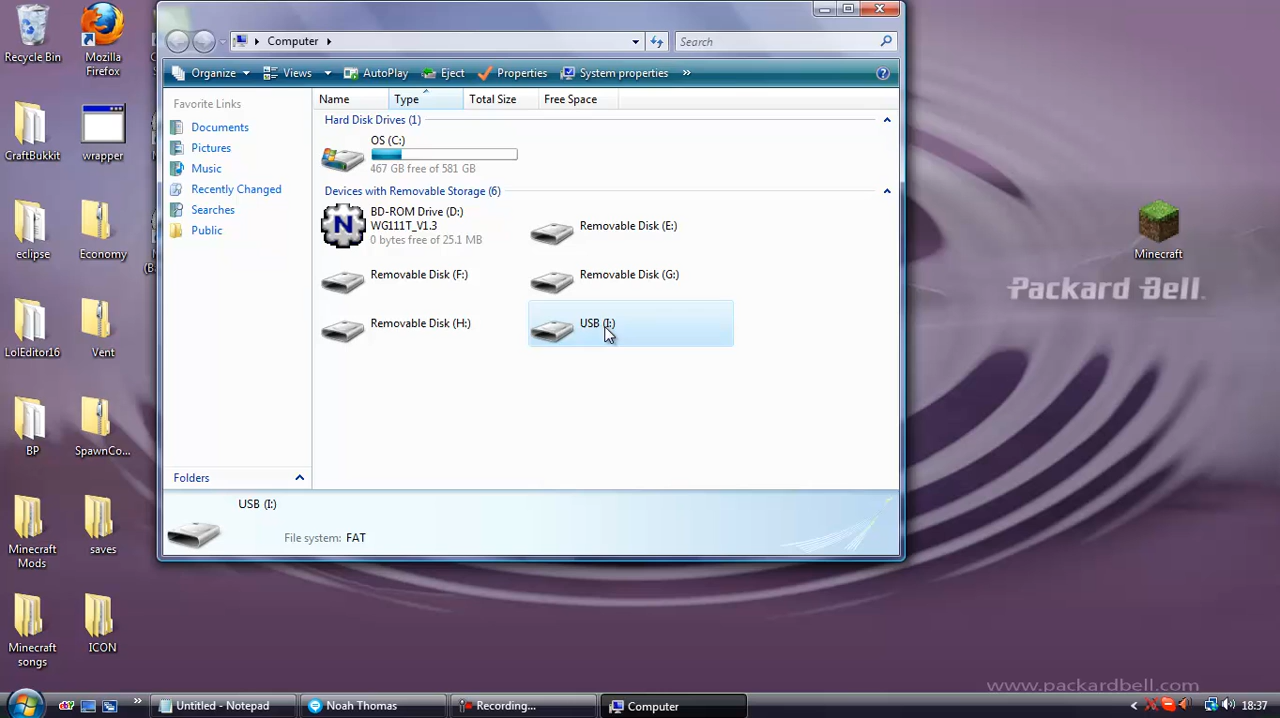 Recycle Bin
Mozilla
Firefox
CraftBukkit
wrapper
eclipse
Economy
LolEditor16
Vent
BP
SpawnCo...
Minecraft
Mods
saves
Minecraft
songs
ICON
Computer
Search
Organize
Views
AutoPlay
Eject
Properties
System properties
»
?
Favorite Links
Documents
Pictures
Music
Recently Changed
Searches
Public
Folders
Name
Type
Total Size
Free Space
Hard Disk Drives (1)
OS (C:)
467 GB free of 581 GB
Devices with Removable Storage (6)
N
BD-ROM Drive (D:)
WG111T_V1.3
0 bytes free of 25.1 MB
Removable Disk (E:)
Removable Disk (F:)
Removable Disk (G:)
Removable Disk (H:)
USB (I:)
USB (I:)
File system: FAT
Minecraft
Packard Bell.
www.packardbell.com
»
Untitled - Notepad
Noah Thomas
Recording...
Computer
18:37